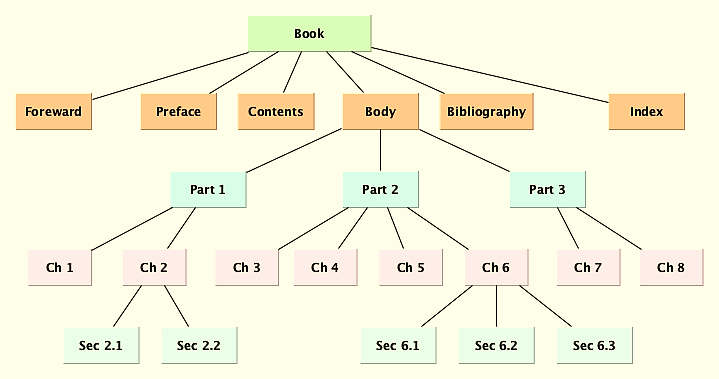 Book
Foreward
Preface
Contents
Body
Bibliography
Index
Part 1
Part 2
Part 3
Ch 1
Ch 2
Ch 3
Ch 4
Ch 5
Ch 6
Ch 7
Ch 8
Sec 2.1
Sec 2.2
Sec 6.1
Sec 6.2
Sec 6.3